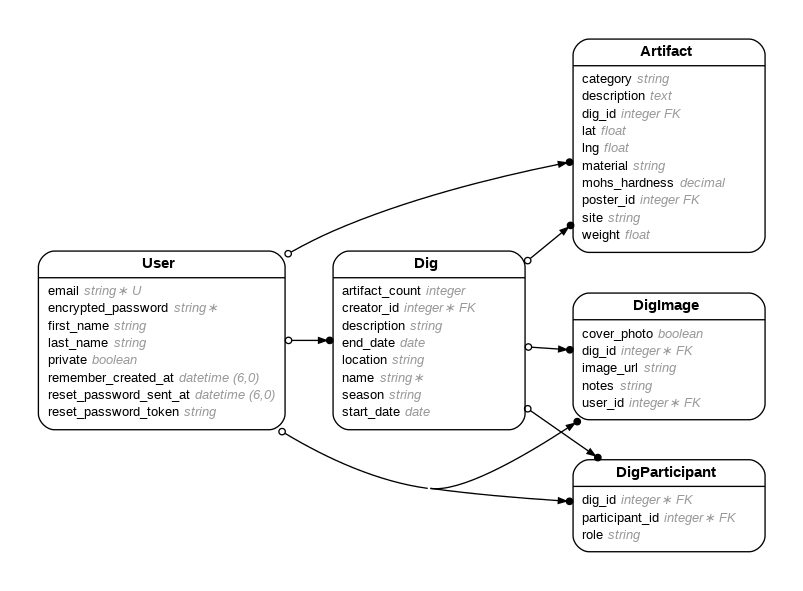 Artifact
category string
description text
dig_id integer FK
lat float
lng float
material string
mohs_hardness decimal
poster_id integer FK
site string
weight float
User
email string∗ U
encrypted_password string∗
first_name string
last_name string
private boolean
remember_created_at datetime (6,0)
reset_password_sent_at datetime (6,0)
reset_password_token string
Dig
artifact_count integer
creator_id integer∗ FK
description string
end_date date
location string
name string∗
season string
start_date date
DigImage
cover_photo boolean
dig_id integer∗ FK
image_url string
notes string
user_id integer∗ FK
DigParticipant
dig_id integer∗ FK
participant_id integer∗ FK
role string